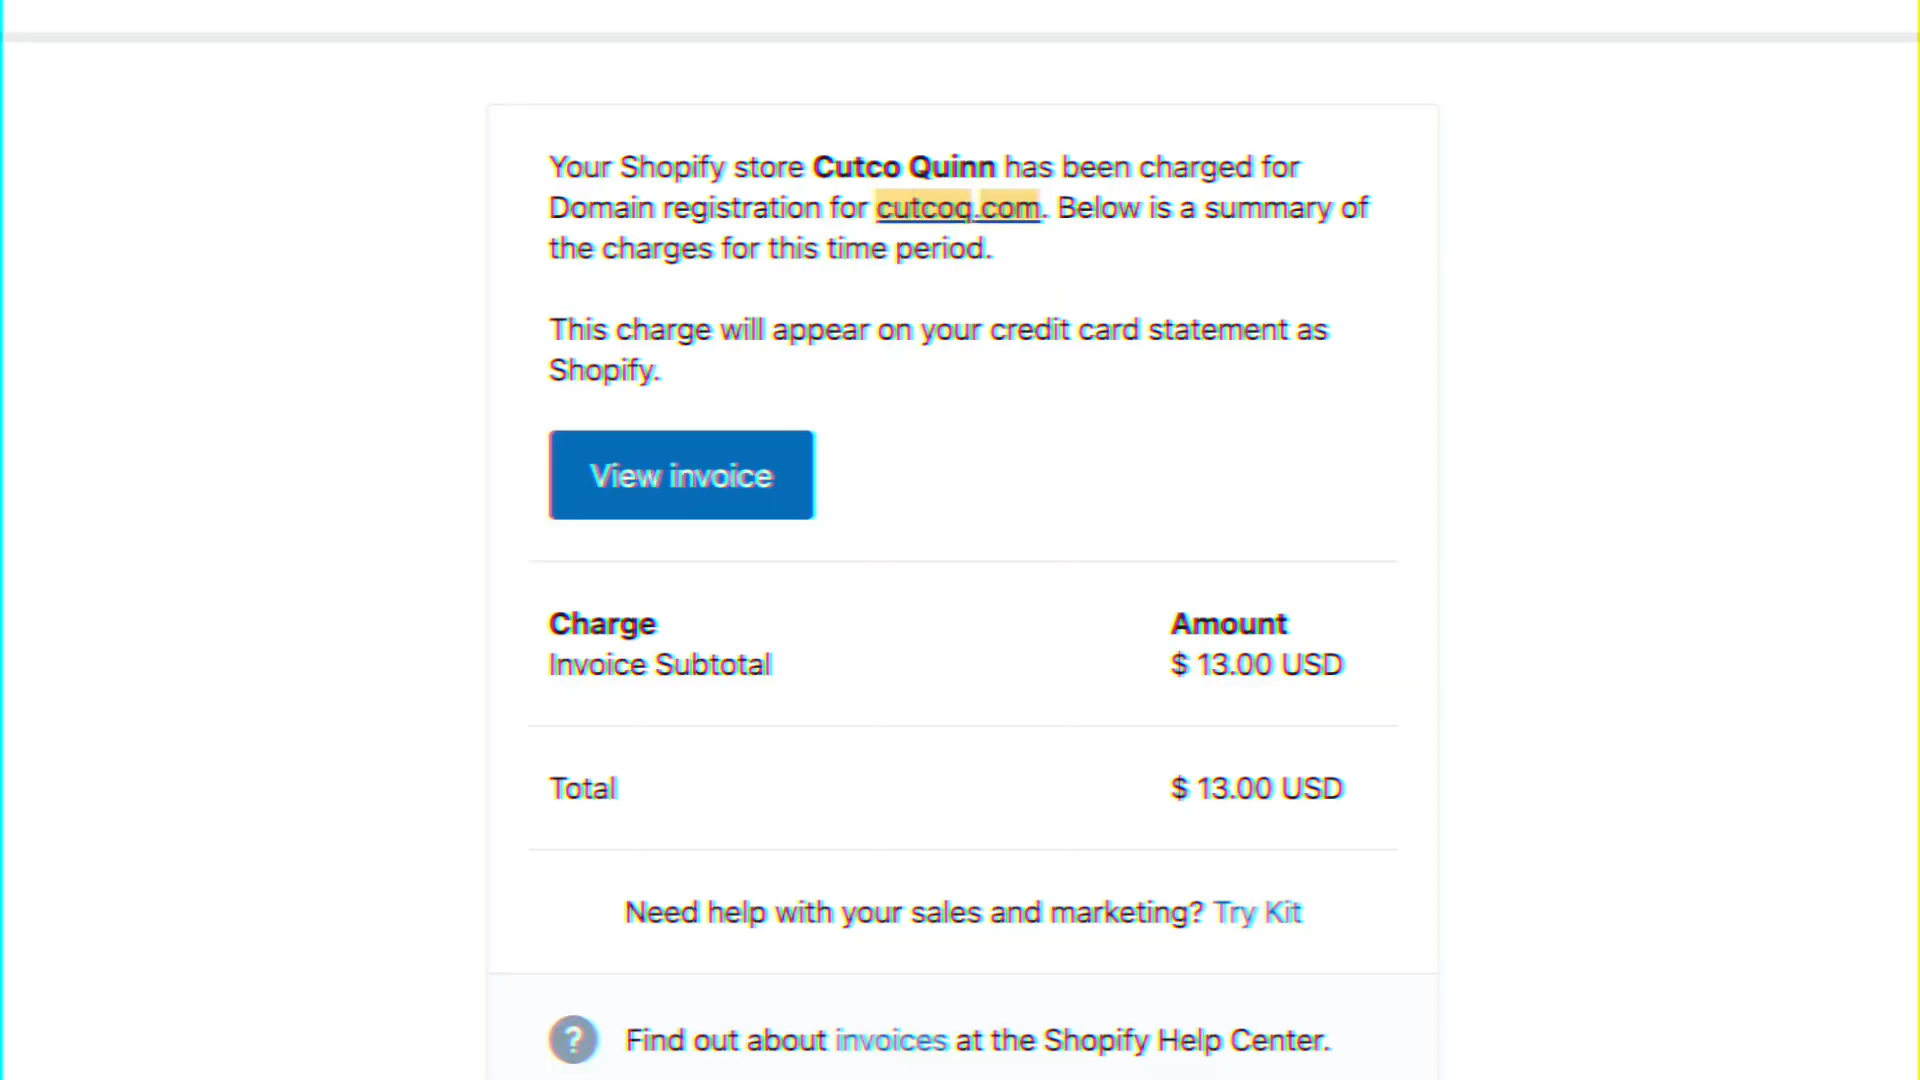 Your Shopify store Cutco Quinn has been charged for
Domain registration for cutcoq.com. Below is a summary of
the charges for this time period.
This charge will appear on your credit card statement as
Shopify.
View invoice
Charge Amount
Invoice Subtotal $ 13.00 USD
Total $ 13.00 USD
Need help with your sales and marketing? Try Kit
? Find out about invoices at the Shopify Help Center.